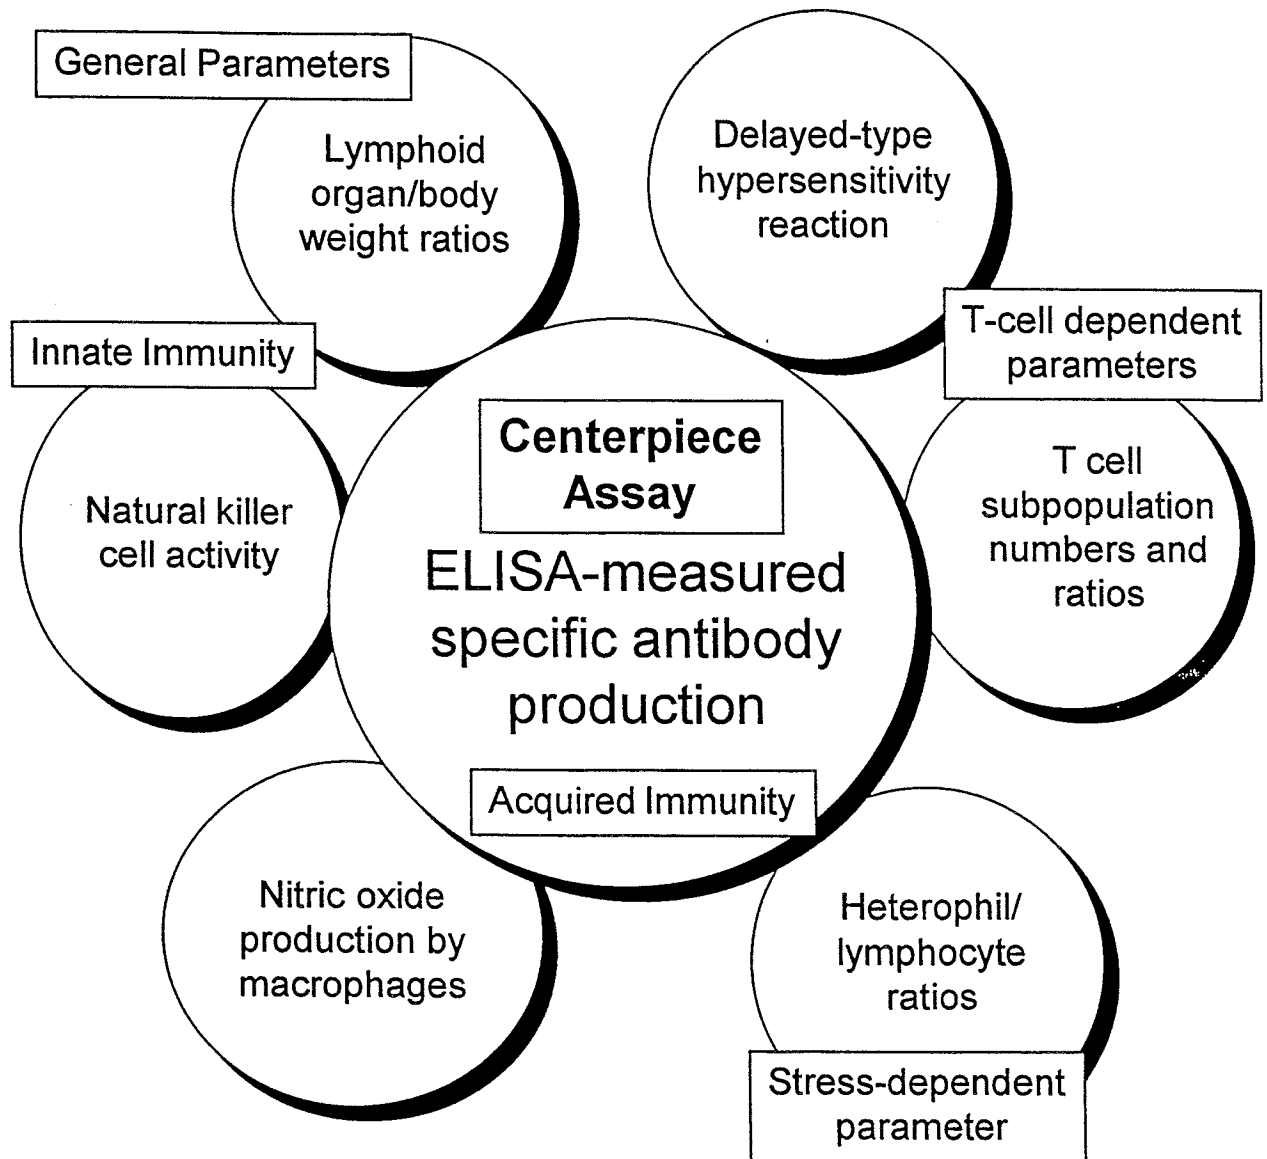 General Parameters
Lymphoid
organ/body
weight ratios
Delayed-type
hypersensitivity
reaction
Innate Immunity
Natural killer
cell activity
T-cell dependent
parameters
T cell
subpopulation
numbers and
ratios
Centerpiece
Assay
ELISA-measured
specific antibody
production
Acquired Immunity
Nitric oxide
production by
macrophages
Heterophil/
lymphocyte
ratios
Stress-dependent
parameter